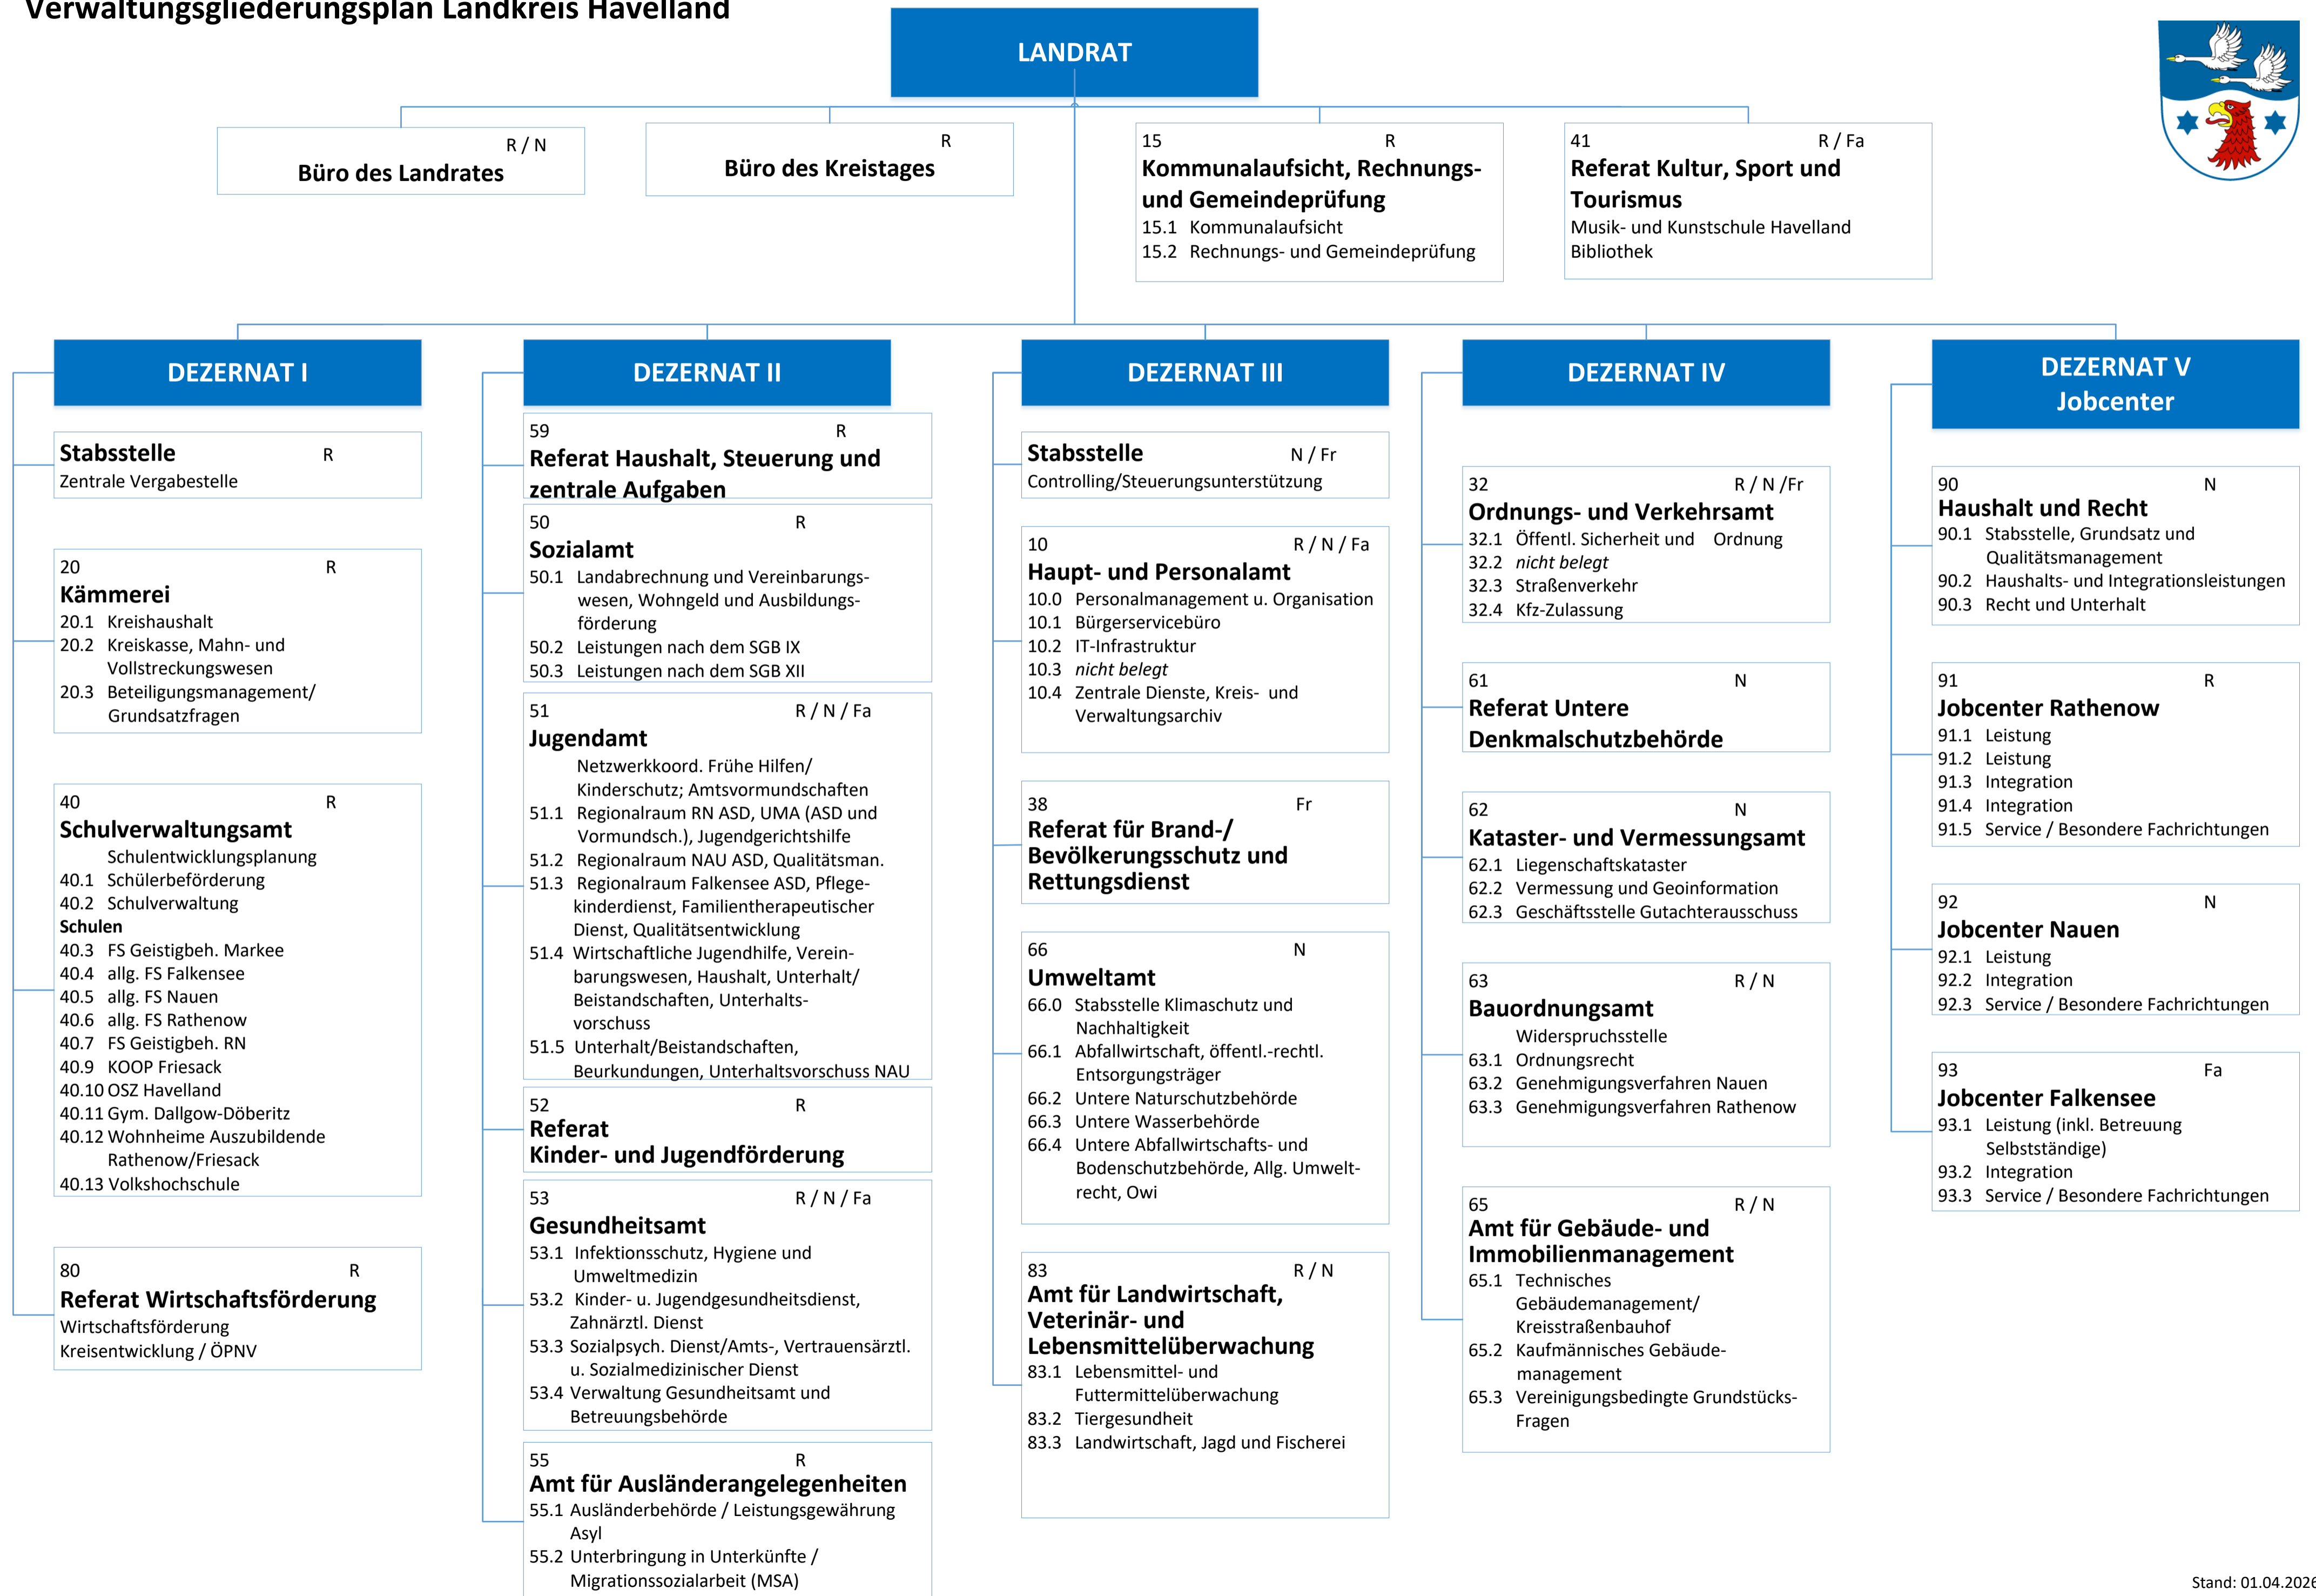 Verwaltungsgliederungsplan Landkreis Havelland
LANDRAT
R / N
Büro des Landrates
R
Büro des Kreistages
15 R
Kommunalaufsicht, Rechnungs-
und Gemeindeprüfung
15.1 Kommunalaufsicht
15.2 Rechnungs- und Gemeindeprüfung
41 R / Fa
Referat Kultur, Sport und
Tourismus
Musik- und Kunstschule Havelland
Bibliothek
DEZERNAT I
Stabsstelle R
Zentrale Vergabestelle
20 R
Kämmerei
20.1 Kreishaushalt
20.2 Kreiskasse, Mahn- und
Vollstreckungswesen
20.3 Beteiligungsmanagement/
Grundsatzfragen
40 R
Schulverwaltungsamt
Schulentwicklungsplanung
40.1 Schülerbeförderung
40.2 Schulverwaltung
Schulen
40.3 FS Geistigbeh. Markee
40.4 allg. FS Falkensee
40.5 allg. FS Nauen
40.6 allg. FS Rathenow
40.7 FS Geistigbeh. RN
40.9 KOOP Friesack
40.10 OSZ Havelland
40.11 Gym. Dallgow-Döberitz
40.12 Wohnheime Auszubildende
Rathenow/Friesack
40.13 Volkshochschule
80 R
Referat Wirtschaftsförderung
Wirtschaftsförderung
Kreisentwicklung / ÖPNV
DEZERNAT II
59 R
Referat Haushalt, Steuerung und
zentrale Aufgaben
50 R
Sozialamt
50.1 Landabrechnung und Vereinbarungs-
wesen, Wohngeld und Ausbildungs-
förderung
50.2 Leistungen nach dem SGB IX
50.3 Leistungen nach dem SGB XII
51 R / N / Fa
Jugendamt
Netzwerkkoord. Frühe Hilfen/
Kinderschutz; Amtsvormundschaften
51.1 Regionalraum RN ASD, UMA (ASD und
Vormundsch.), Jugendgerichtshilfe
51.2 Regionalraum NAU ASD, Qualitätsman.
51.3 Regionalraum Falkensee ASD, Pflege-
kinderdienst, Familientherapeutischer
Dienst, Qualitätsentwicklung
51.4 Wirtschaftliche Jugendhilfe, Verein-
barungswesen, Haushalt, Unterhalt/
Beistandschaften, Unterhalts-
vorschuss
51.5 Unterhalt/Beistandschaften,
Beurkundungen, Unterhaltsvorschuss NAU
52 R
Referat
Kinder- und Jugendförderung
53 R / N / Fa
Gesundheitsamt
53.1 Infektionsschutz, Hygiene und
Umweltmedizin
53.2 Kinder- u. Jugendgesundheitsdienst,
Zahnärztl. Dienst
53.3 Sozialpsych. Dienst/Amts-, Vertrauensärztl.
u. Sozialmedizinischer Dienst
53.4 Verwaltung Gesundheitsamt und
Betreuungsbehörde
55 R
Amt für Ausländerangelegenheiten
55.1 Ausländerbehörde / Leistungsgewährung
Asyl
55.2 Unterbringung in Unterkünfte /
Migrationssozialarbeit (MSA)
DEZERNAT III
Stabsstelle N / Fr
Controlling/Steuerungsunterstützung
10 R / N / Fa
Haupt- und Personalamt
10.0 Personalmanagement u. Organisation
10.1 Bürgerservicebüro
10.2 IT-Infrastruktur
10.3 nicht belegt
10.4 Zentrale Dienste, Kreis- und
Verwaltungsarchiv
38 Fr
Referat für Brand-/
Bevölkerungsschutz und
Rettungsdienst
66 N
Umweltamt
66.0 Stabsstelle Klimaschutz und
Nachhaltigkeit
66.1 Abfallwirtschaft, öffentl.-rechtl.
Entsorgungsträger
66.2 Untere Naturschutzbehörde
66.3 Untere Wasserbehörde
66.4 Untere Abfallwirtschafts- und
Bodenschutzbehörde, Allg. Umwelt-
recht, Owi
83 R / N
Amt für Landwirtschaft,
Veterinär- und
Lebensmittelüberwachung
83.1 Lebensmittel- und
Futtermittelüberwachung
83.2 Tiergesundheit
83.3 Landwirtschaft, Jagd und Fischerei
DEZERNAT IV
32 R / N /Fr
Ordnungs- und Verkehrsamt
32.1 Öffentl. Sicherheit und Ordnung
32.2 nicht belegt
32.3 Straßenverkehr
32.4 Kfz-Zulassung
61 N
Referat Untere
Denkmalschutzbehörde
62 N
Kataster- und Vermessungsamt
62.1 Liegenschaftskataster
62.2 Vermessung und Geoinformation
62.3 Geschäftsstelle Gutachterausschuss
63 R / N
Bauordnungsamt
Widerspruchsstelle
63.1 Ordnungsrecht
63.2 Genehmigungsverfahren Nauen
63.3 Genehmigungsverfahren Rathenow
65 R / N
Amt für Gebäude- und
Immobilienmanagement
65.1 Technisches
Gebäudemanagement/
Kreisstraßenbauhof
65.2 Kaufmännisches Gebäude-
management
65.3 Vereinigungsbedingte Grundstücks-
Fragen
DEZERNAT V
Jobcenter
90 N
Haushalt und Recht
90.1 Stabsstelle, Grundsatz und
Qualitätsmanagement
90.2 Haushalts- und Integrationsleistungen
90.3 Recht und Unterhalt
91 R
Jobcenter Rathenow
91.1 Leistung
91.2 Leistung
91.3 Integration
91.4 Integration
91.5 Service / Besondere Fachrichtungen
92 N
Jobcenter Nauen
92.1 Leistung
92.2 Integration
92.3 Service / Besondere Fachrichtungen
93 Fa
Jobcenter Falkensee
93.1 Leistung (inkl. Betreuung
Selbstständige)
93.2 Integration
93.3 Service / Besondere Fachrichtungen
Stand: 01.04.2026